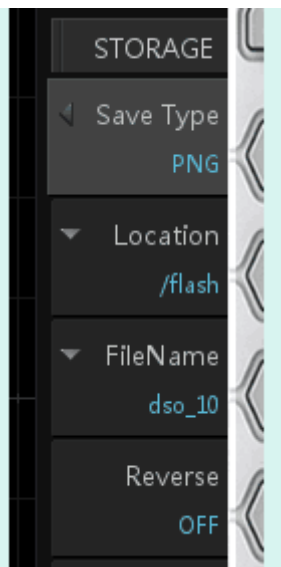 STORAGE
Save Type
PNG
Location
/flash
FileName
dso_10
Reverse
OFF